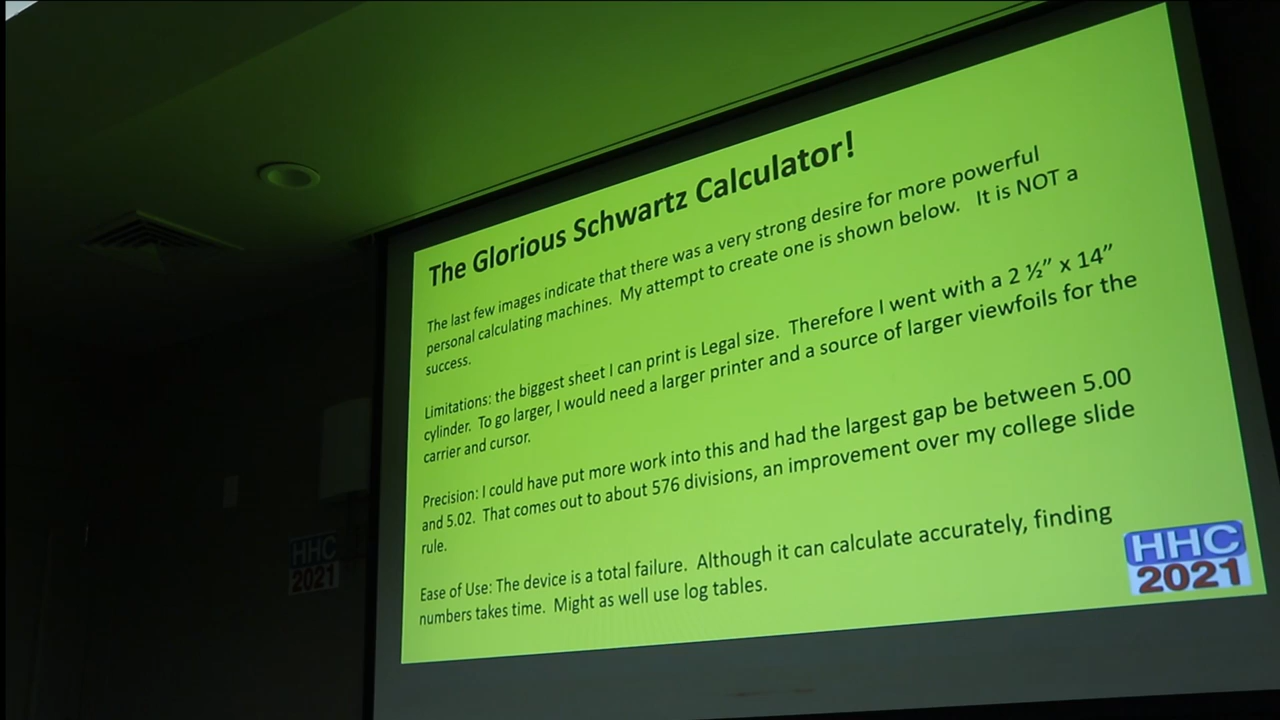 The Glorious Schwartz Calculator!
The last few images indicate that there was a very strong desire for more powerful
personal calculating machines. My attempt to create one is shown below. It is NOT a
success.
Limitations: the biggest sheet I can print is Legal size. Therefore I went with a 2 ½” x 14”
cylinder. To go larger, I would need a larger printer and a source of larger viewfoils for the
carrier and cursor.
Precision: I could have put more work into this and had the largest gap be between 5.00
and 5.02. That comes out to about 576 divisions, an improvement over my college slide
rule.
Ease of Use: The device is a total failure. Although it can calculate accurately, finding
numbers takes time. Might as well use log tables.
HHC
2021
HHC
2021